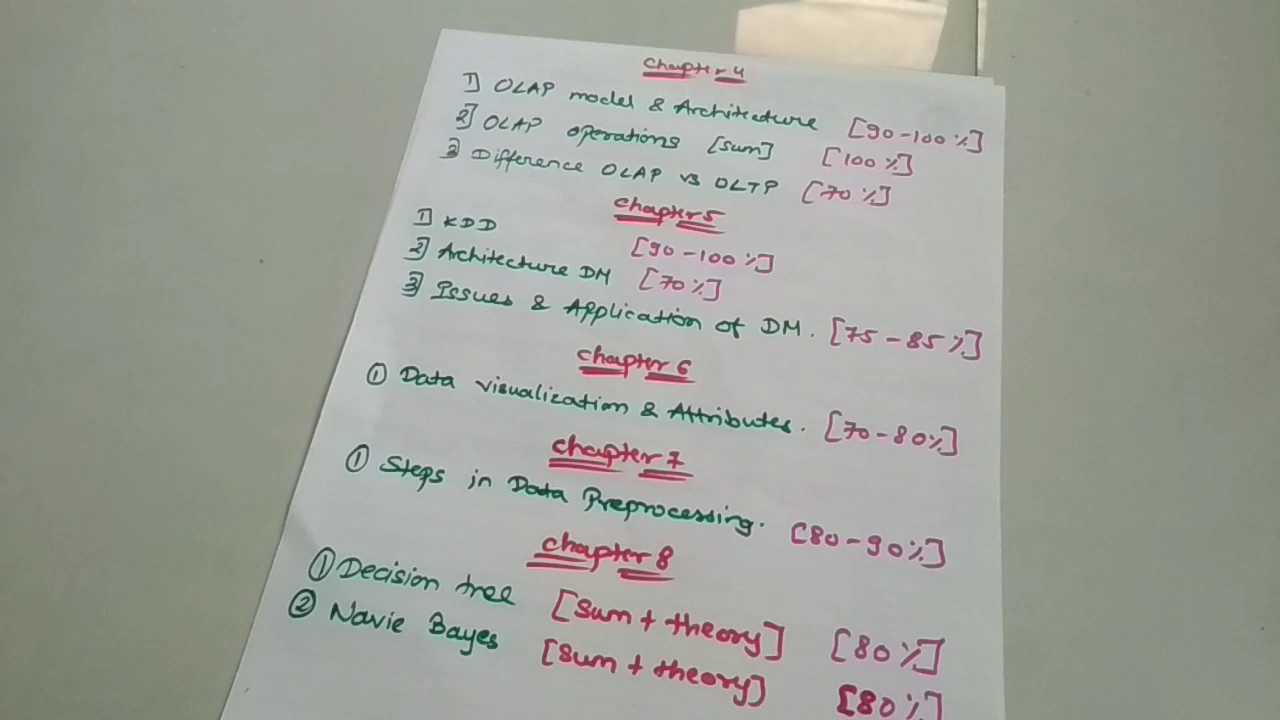 Chapter 4
1] OLAP model & Architecture [90-100%]
2] OLAP operations [sum] [100%]
3] Difference OLAP vs OLTP [70%]
Chapter 5
1] KDD [90-100%]
2] Architecture DM [70%]
3] Issues & Application of DM. [75-85%]
Chapter 6
① Data visualization & Attributes. [70-80%]
Chapter 7
① Steps in Data Preprocessing. [80-90%]
Chapter 8
① Decision tree [sum + theory] [80%]
② Navie Bayes [sum + theory] [80%]